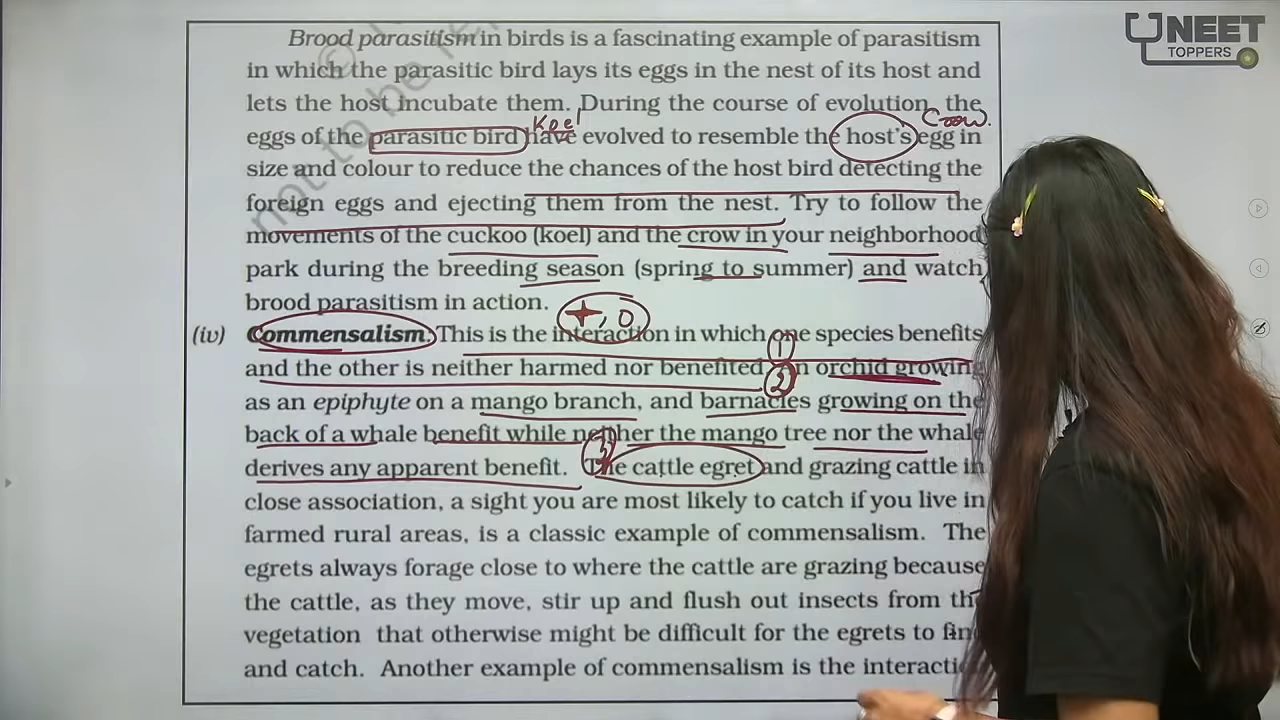 UNEET
TOPPERS
Brood parasitism in birds is a fascinating example of parasitism
in which the parasitic bird lays its eggs in the nest of its host and
lets the host incubate them. During the course of evolution, the
Koel Crow.
eggs of the parasitic bird have evolved to resemble the host's egg in
size and colour to reduce the chances of the host bird detecting the
foreign eggs and ejecting them from the nest. Try to follow the
movements of the cuckoo (koel) and the crow in your neighborhood
park during the breeding season (spring to summer) and watch
brood parasitism in action.
+, 0
(iv) Commensalism: This is the interaction in which one species benefits
1
and the other is neither harmed nor benefited. An orchid growing
2
as an epiphyte on a mango branch, and barnacles growing on the
back of a whale benefit while neither the mango tree nor the whale
3
derives any apparent benefit. The cattle egret and grazing cattle in
close association, a sight you are most likely to catch if you live in
farmed rural areas, is a classic example of commensalism. The
egrets always forage close to where the cattle are grazing because
the cattle, as they move, stir up and flush out insects from the
vegetation that otherwise might be difficult for the egrets to find
and catch. Another example of commensalism is the interacti